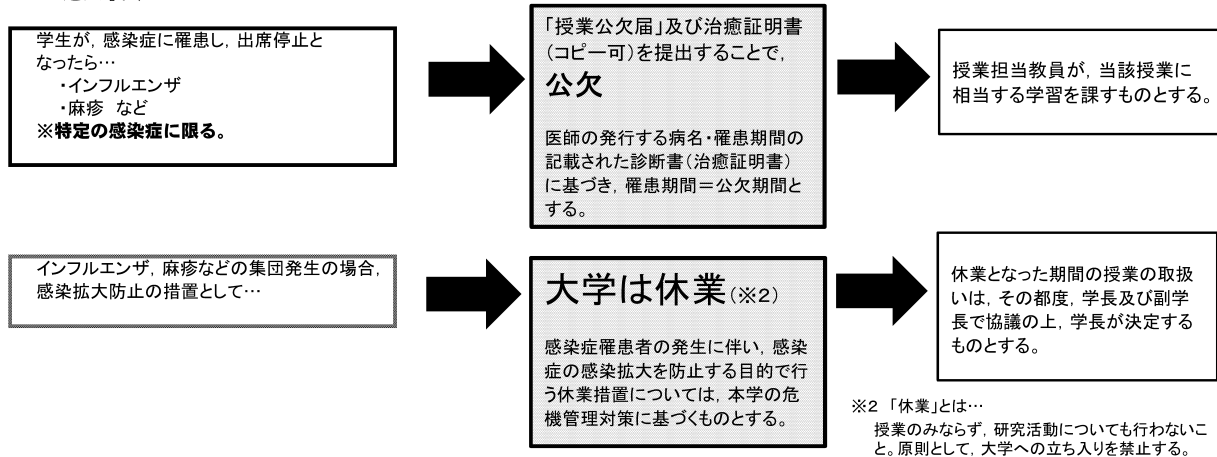 学生が，感染症に罹患し，出席停止と
なったら…
・インフルエンザ
・麻疹　など
※特定の感染症に限る。
「授業公欠届」及び治癒証明書
（コピー可）を提出することで，
公欠
医師の発行する病名・罹患期間の
記載された診断書（治癒証明書）
に基づき，罹患期間＝公欠期間と
する。
授業担当教員が，当該授業に
相当する学習を課すものとする。
インフルエンザ，麻疹などの集団発生の場合，
感染拡大防止の措置として…
大学は休業（※２）
感染症罹患者の発生に伴い，感染
症の感染拡大を防止する目的で行
う休業措置については，本学の危
機管理対策に基づくものとする。
休業となった期間の授業の取扱
いは，その都度，学長及び副学
長で協議の上，学長が決定する
ものとする。
※２　「休業」とは…
授業のみならず，研究活動についても行わないこ
と。原則として，大学への立ち入りを禁止する。